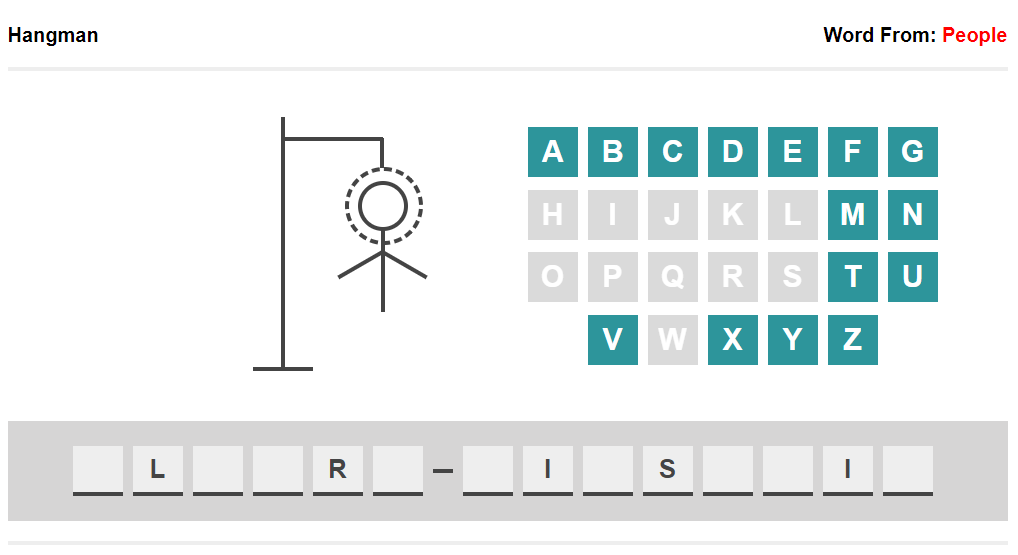 Hangman
Word From: People
A B C D E F G
H I J K L M N
O P Q R S T U
V W X Y Z
_ L _ _ R _ – _ I _ S _ _ I _